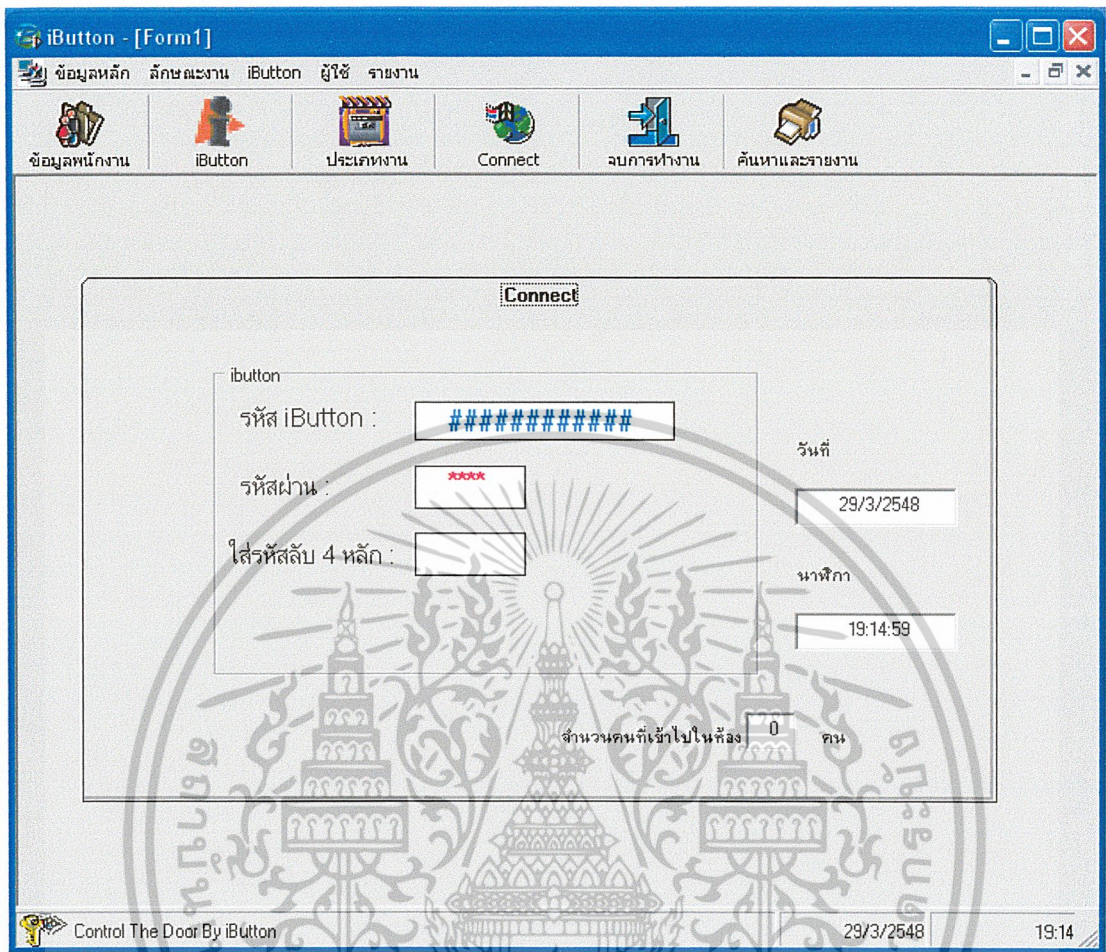 iButton - [Form1]
ข้อมูลหลัก ลักษณะงาน iButton ผู้ใช้ รายงาน
ข้อมูลพนักงาน iButton ประเภทงาน Connect จบการทำงาน ค้นหาและรายงาน
Connect
ibutton
รหัส iButton : ############
วันที่
รหัสผ่าน : ****
29/3/2548
ใส่รหัสลับ 4 หลัก :
นาฬิกา
19:14:59
จำนวนคนที่เข้าไปในห้อง 0 คน
Control The Door By iButton 29/3/2548 19:14